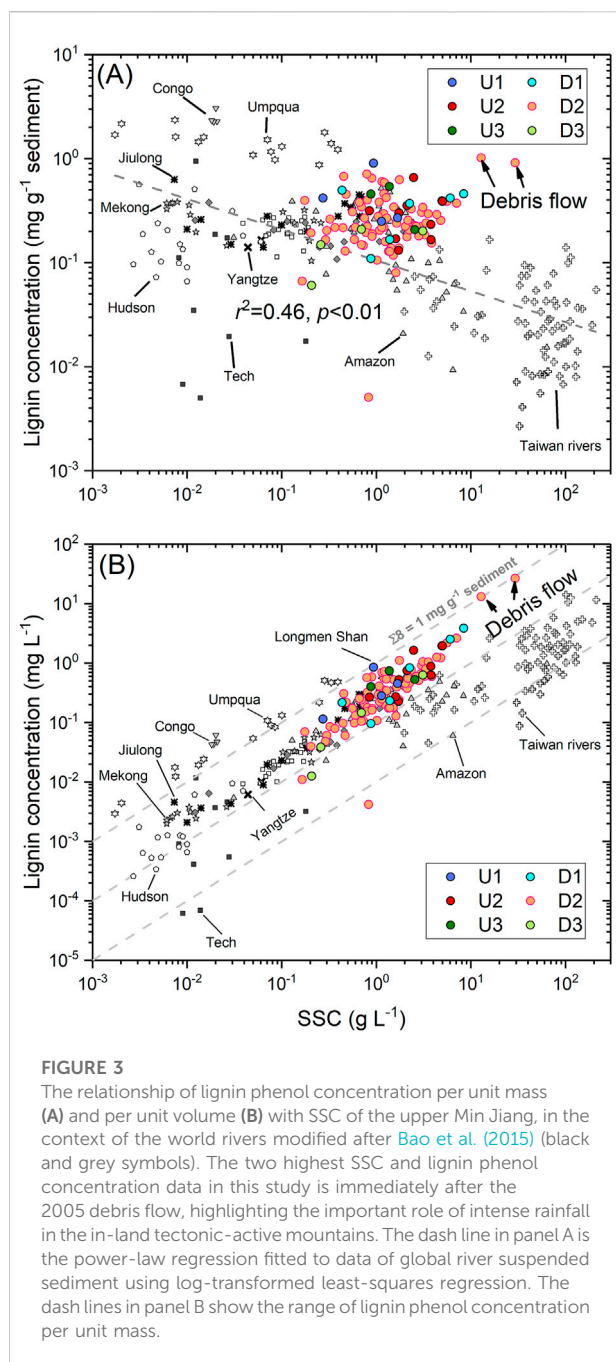 (A)
Congo
Umpqua
U1 D1
U2 D2
U3 D3
Jiulong
Mekong
Debris flow
Hudson
Yangtze
r²=0.46, p<0.01
Tech
Amazon
Taiwan rivers
Lignin concentration (mg g⁻¹ sediment)
10¹
10⁰
10⁻¹
10⁻²
10⁻³
10⁻³ 10⁻² 10⁻¹ 10⁰ 10¹ 10²
(B)
Σ8 = 1 mg g⁻¹ sediment
Debris flow
Longmen Shan
Umpqua
Congo
Jiulong
Mekong
Taiwan rivers
Amazon
Yangtze
Hudson
Tech
U1 D1
U2 D2
U3 D3
Lignin concentration (mg L⁻¹)
10²
10¹
10⁰
10⁻¹
10⁻²
10⁻³
10⁻⁴
10⁻⁵
10⁻³ 10⁻² 10⁻¹ 10⁰ 10¹ 10²
SSC (g L⁻¹)
FIGURE 3
The relationship of lignin phenol concentration per unit mass
(A) and per unit volume (B) with SSC of the upper Min Jiang, in the
context of the world rivers modified after Bao et al. (2015) (black
and grey symbols). The two highest SSC and lignin phenol
concentration data in this study is immediately after the
2005 debris flow, highlighting the important role of intense rainfall
in the in-land tectonic-active mountains. The dash line in panel A is
the power-law regression fitted to data of global river suspended
sediment using log-transformed least-squares regression. The
dash lines in panel B show the range of lignin phenol concentration
per unit mass.